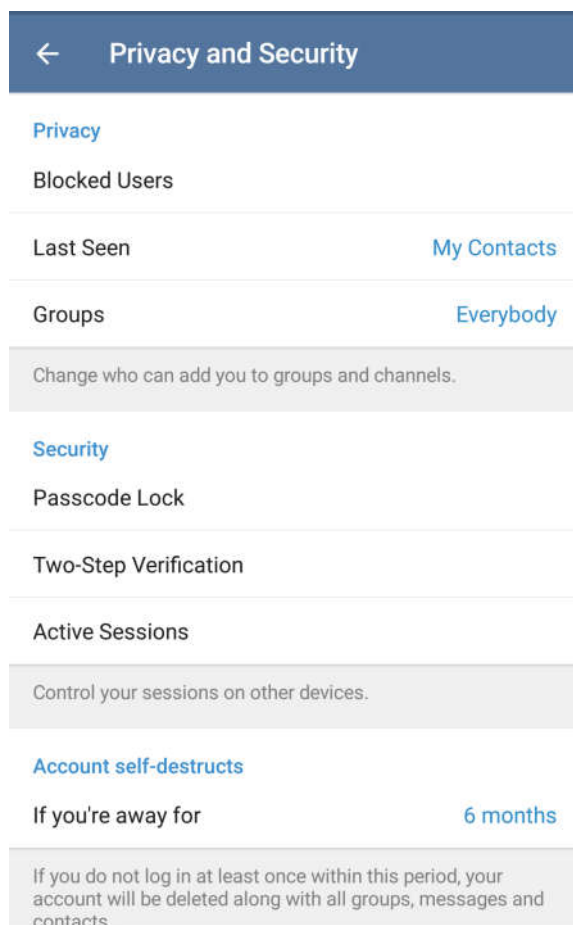 Privacy and Security
Privacy
Blocked Users
Last Seen My Contacts
Groups Everybody
Change who can add you to groups and channels.
Security
Passcode Lock
Two-Step Verification
Active Sessions
Control your sessions on other devices.
Account self-destructs
If you're away for 6 months
If you do not log in at least once within this period, your
account will be deleted along with all groups, messages and
contacts